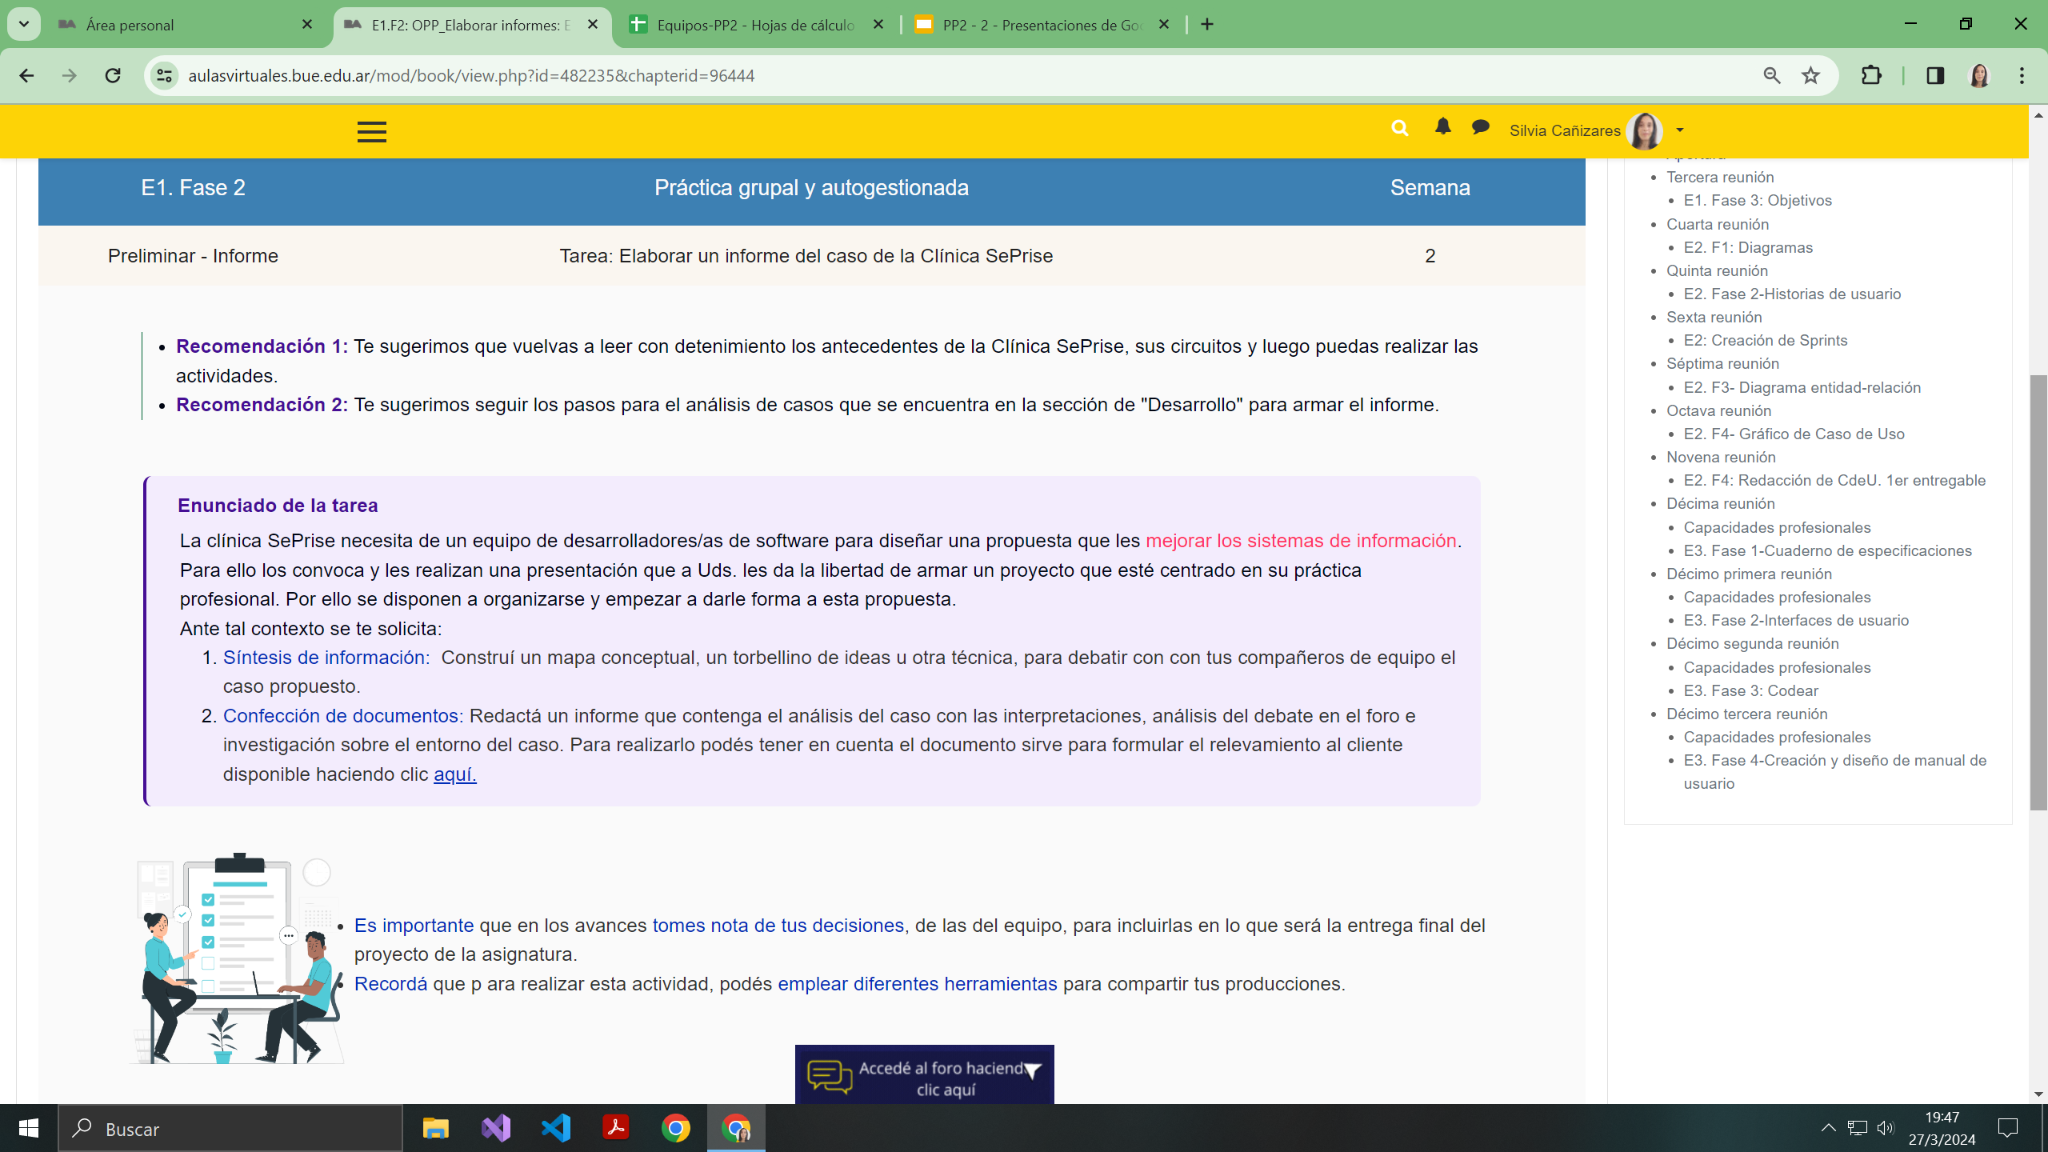 Área personal
E1.F2: OPP_Elaborar informes: E
Equipos-PP2 - Hojas de cálculo
PP2 - 2 - Presentaciones de Goo
aulasvirtuales.bue.edu.ar/mod/book/view.php?id=482235&chapterid=96444
Silvia Cañizares
E1. Fase 2
Práctica grupal y autogestionada
Semana
Preliminar - Informe
Tarea: Elaborar un informe del caso de la Clínica SePrise
2
Recomendación 1: Te sugerimos que vuelvas a leer con detenimiento los antecedentes de la Clínica SePrise, sus circuitos y luego puedas realizar las
actividades.
Recomendación 2: Te sugerimos seguir los pasos para el análisis de casos que se encuentra en la sección de "Desarrollo" para armar el informe.
Enunciado de la tarea
La clínica SePrise necesita de un equipo de desarrolladores/as de software para diseñar una propuesta que les mejorar los sistemas de información.
Para ello los convoca y les realizan una presentación que a Uds. les da la libertad de armar un proyecto que esté centrado en su práctica
profesional. Por ello se disponen a organizarse y empezar a darle forma a esta propuesta.
Ante tal contexto se te solicita:
1. Síntesis de información:  Construí un mapa conceptual, un torbellino de ideas u otra técnica, para debatir con con tus compañeros de equipo el
caso propuesto.
2. Confección de documentos: Redactá un informe que contenga el análisis del caso con las interpretaciones, análisis del debate en el foro e
investigación sobre el entorno del caso. Para realizarlo podés tener en cuenta el documento sirve para formular el relevamiento al cliente
disponible haciendo clic aquí.
Es importante que en los avances tomes nota de tus decisiones, de las del equipo, para incluirlas en lo que será la entrega final del
proyecto de la asignatura.
Recordá que p ara realizar esta actividad, podés emplear diferentes herramientas para compartir tus producciones.
Accedé al foro haciend
clic aquí
Tercera reunión
E1. Fase 3: Objetivos
Cuarta reunión
E2. F1: Diagramas
Quinta reunión
E2. Fase 2-Historias de usuario
Sexta reunión
E2: Creación de Sprints
Séptima reunión
E2. F3- Diagrama entidad-relación
Octava reunión
E2. F4- Gráfico de Caso de Uso
Novena reunión
E2. F4: Redacción de CdeU. 1er entregable
Décima reunión
Capacidades profesionales
E3. Fase 1-Cuaderno de especificaciones
Décimo primera reunión
Capacidades profesionales
E3. Fase 2-Interfaces de usuario
Décimo segunda reunión
Capacidades profesionales
E3. Fase 3: Codear
Décimo tercera reunión
Capacidades profesionales
E3. Fase 4-Creación y diseño de manual de
usuario
Buscar
19:47
27/3/2024